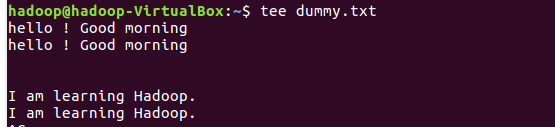 hadoop@hadoop-VirtualBox:~$ tee dummy.txt
hello ! Good morning
hello ! Good morning
I am learning Hadoop.
I am learning Hadoop.